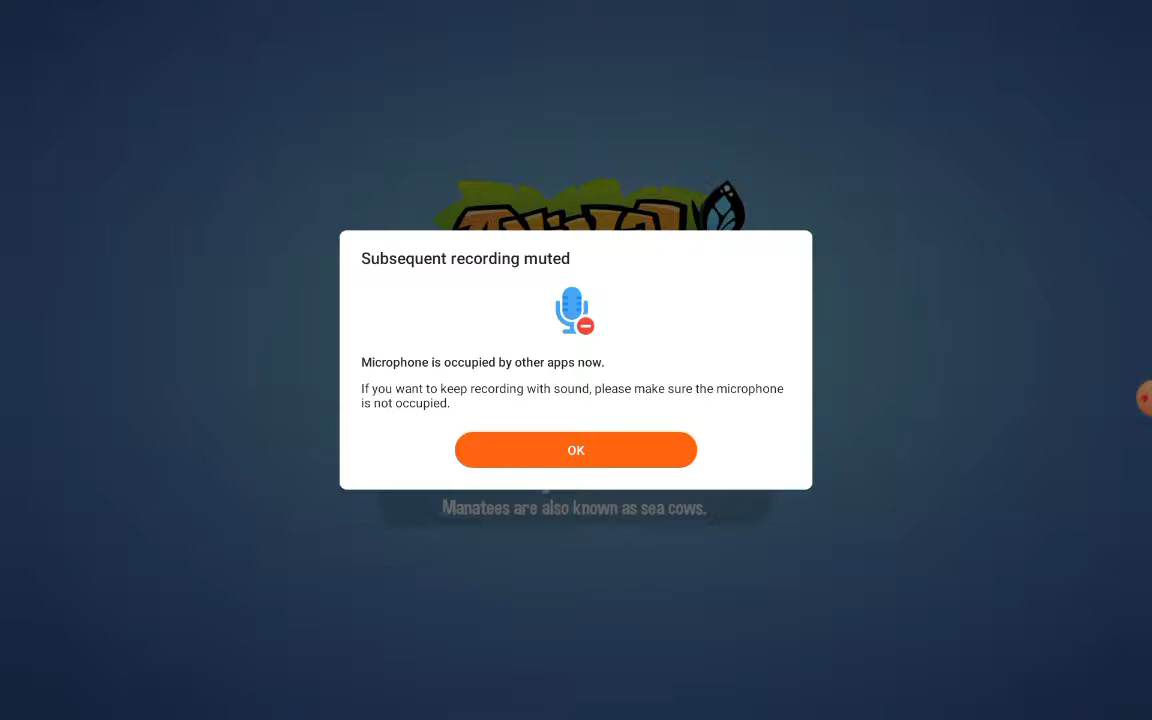 Subsequent recording muted
Microphone is occupied by other apps now.
If you want to keep recording with sound, please make sure the microphone
is not occupied.
OK
Manatees are also known as sea cows.